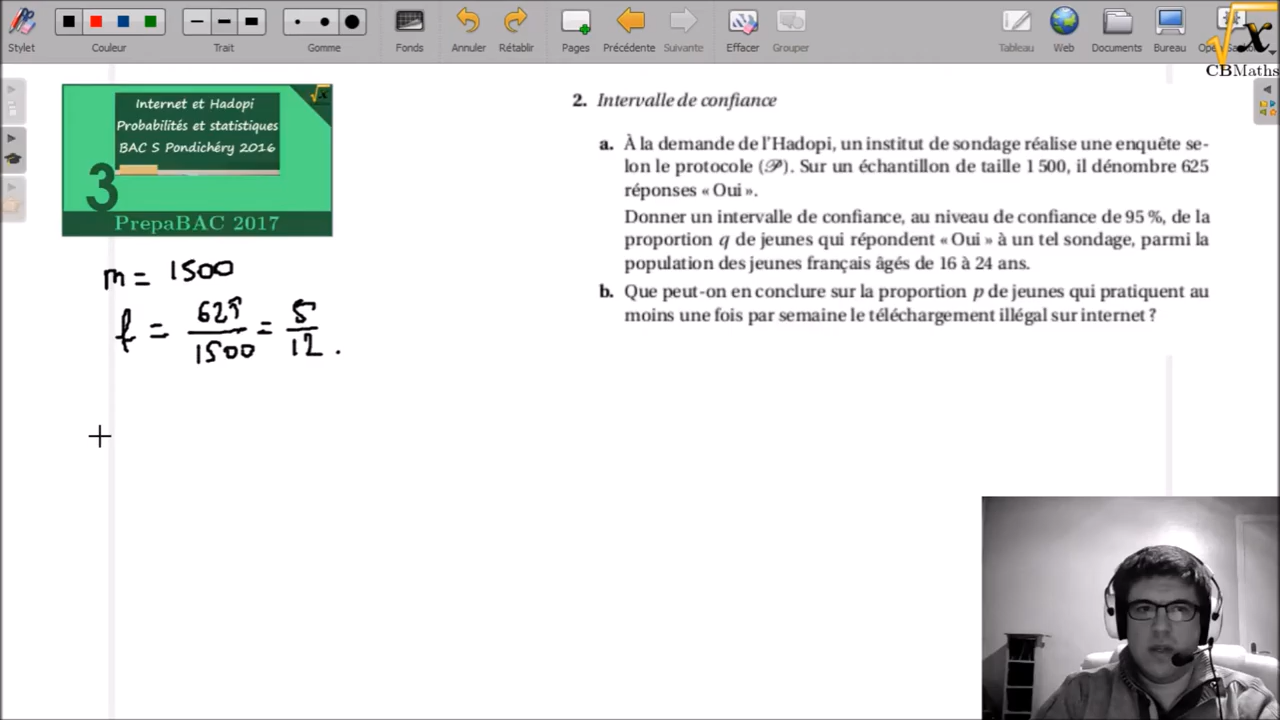 Stylet
Couleur
Trait
Gomme
Fonds
Annuler
Rétablir
Pages
Précédente
Suivante
Effacer
Grouper
Tableau
Web
Documents
Bureau
CBMaths
Internet et Hadopi
Probabilités et statistiques
BAC S Pondichéry 2016
3
PrepaBAC 2017
n = 1500
f = 625/1500 = 5/12 .
2. Intervalle de confiance
a. À la demande de l'Hadopi, un institut de sondage réalise une enquête se-
lon le protocole (𝒫). Sur un échantillon de taille 1 500, il dénombre 625
réponses « Oui ».
Donner un intervalle de confiance, au niveau de confiance de 95 %, de la
proportion q de jeunes qui répondent « Oui » à un tel sondage, parmi la
population des jeunes français âgés de 16 à 24 ans.
b. Que peut-on en conclure sur la proportion p de jeunes qui pratiquent au
moins une fois par semaine le téléchargement illégal sur internet ?